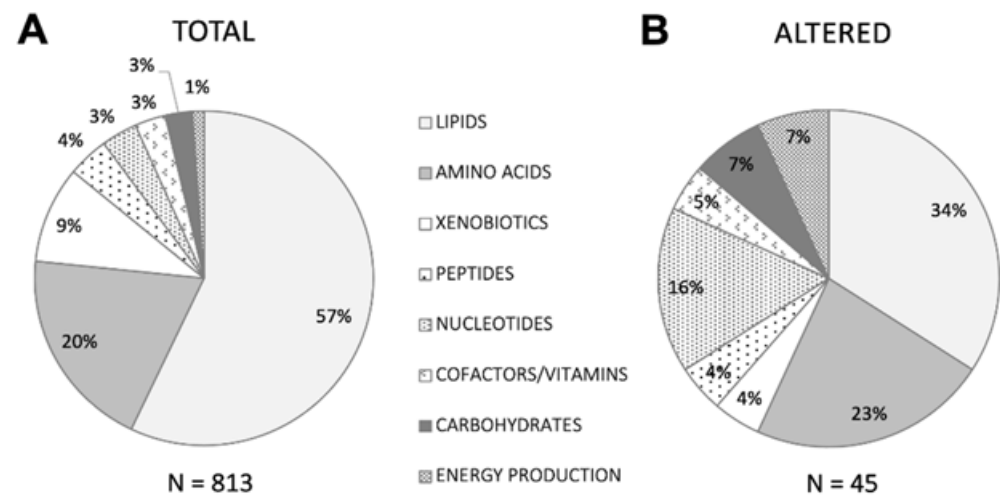 A
TOTAL
3%
1%
3%
3%
4%
9%
57%
20%
N = 813
LIPIDS
AMINO ACIDS
XENOBIOTICS
PEPTIDES
NUCLEOTIDES
COFACTORS/VITAMINS
CARBOHYDRATES
ENERGY PRODUCTION
B
ALTERED
7%
7%
34%
5%
16%
4%
4%
23%
N = 45